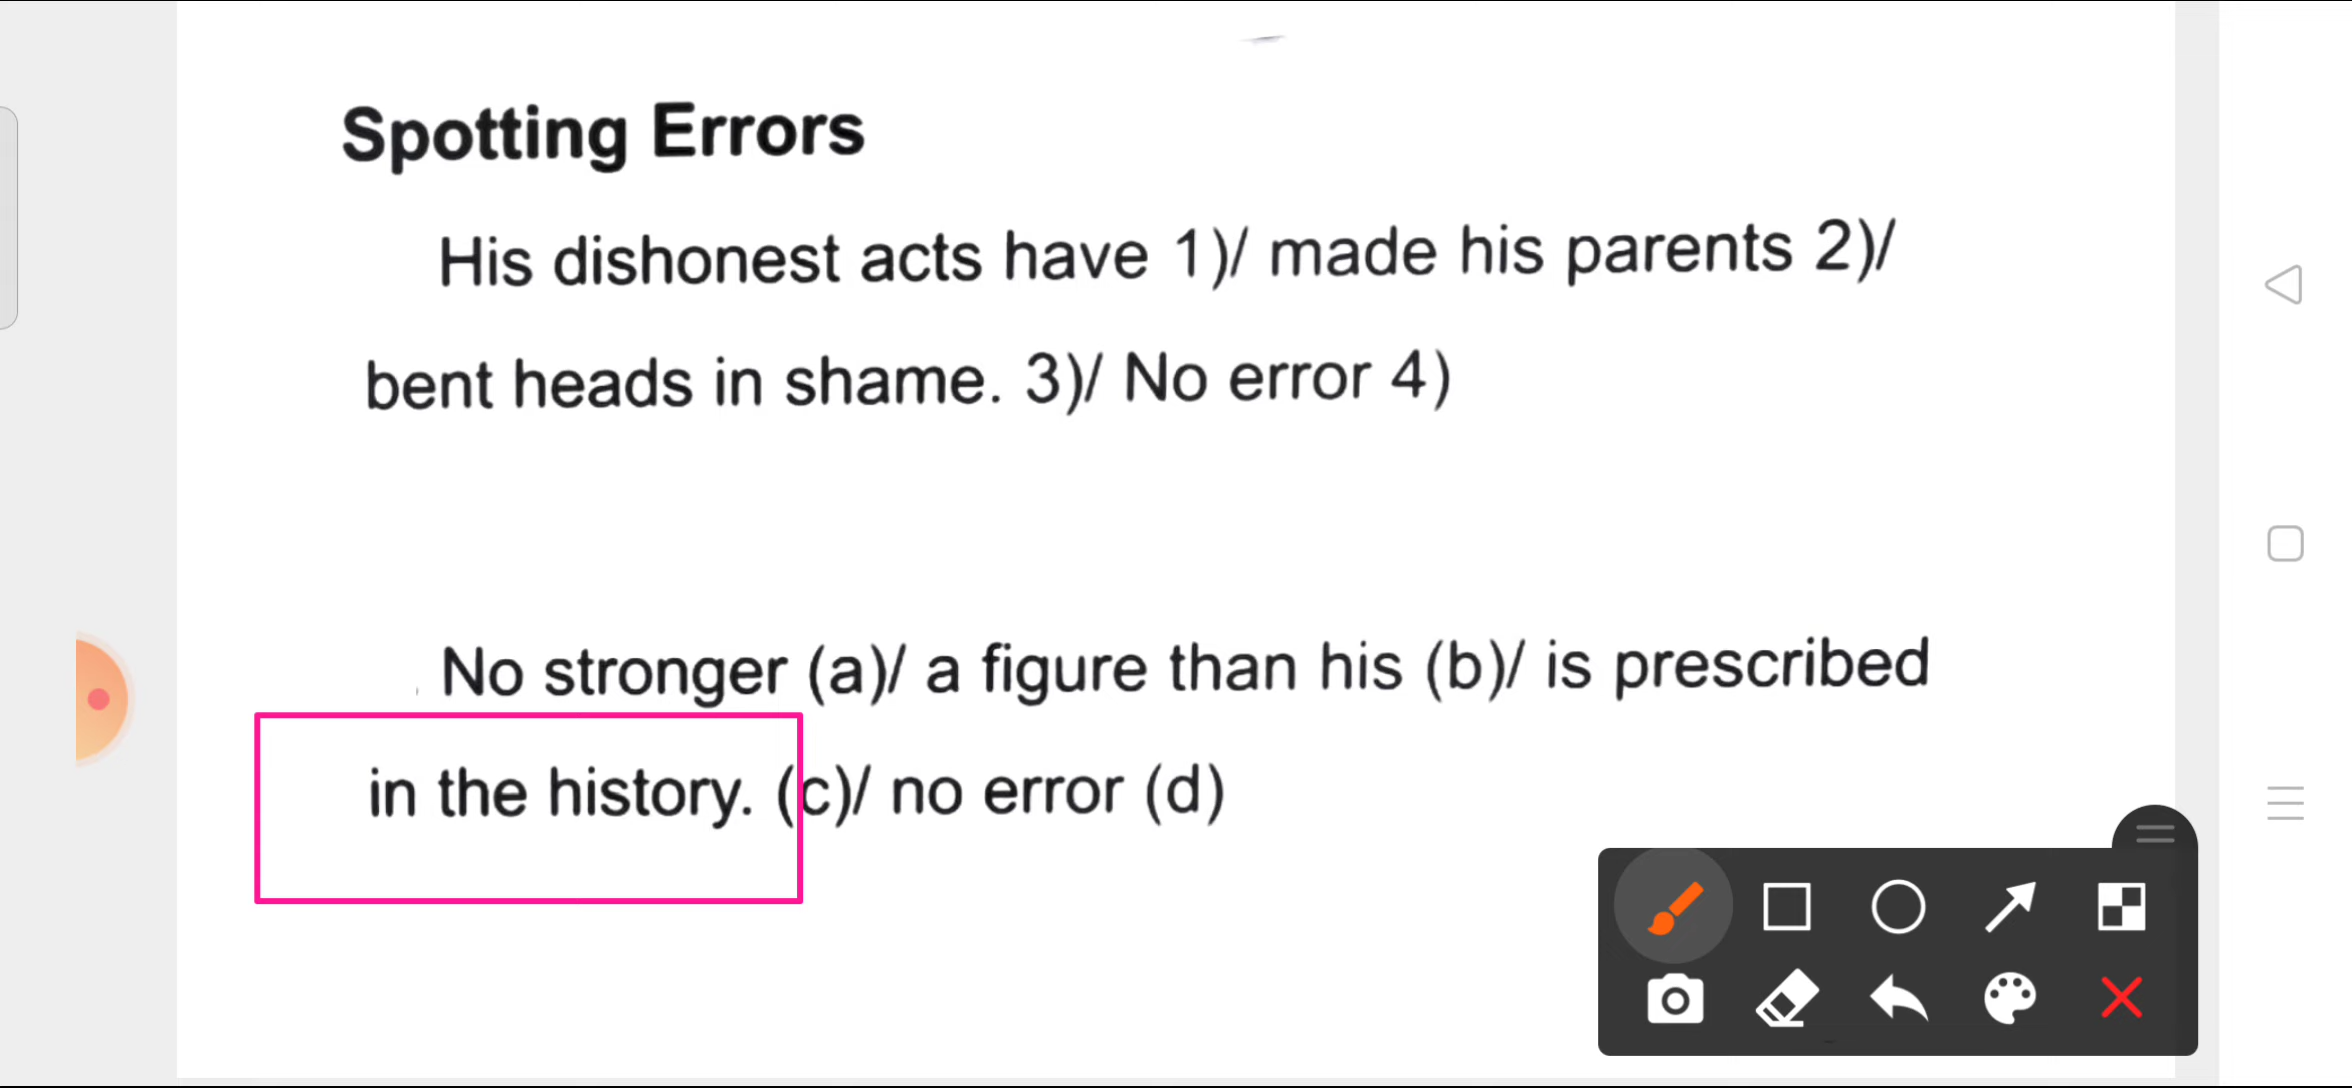 Spotting Errors
His dishonest acts have 1)/ made his parents 2)/
bent heads in shame. 3)/ No error 4)
No stronger (a)/ a figure than his (b)/ is prescribed
in the history. (c)/ no error (d)